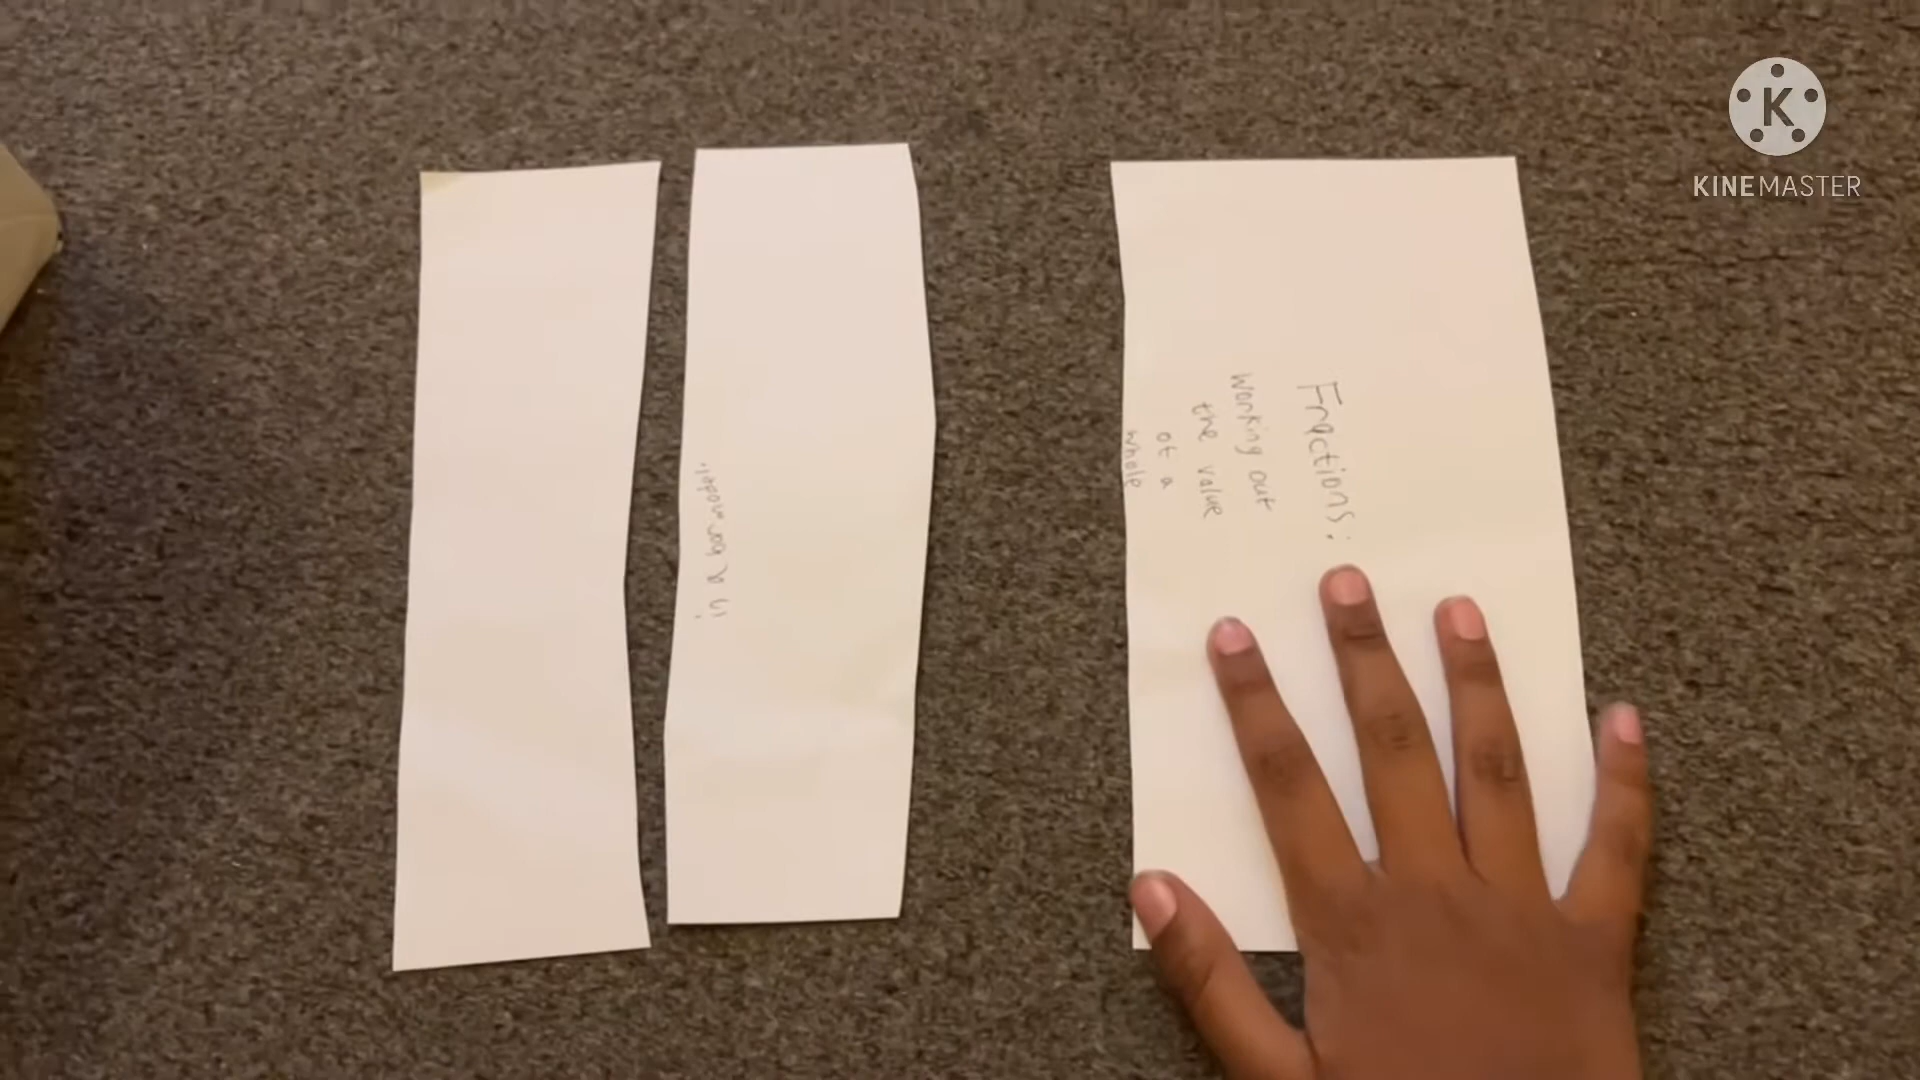 Fractions:
working out
the value
of a
whole
in a bar model.
K
KINEMASTER